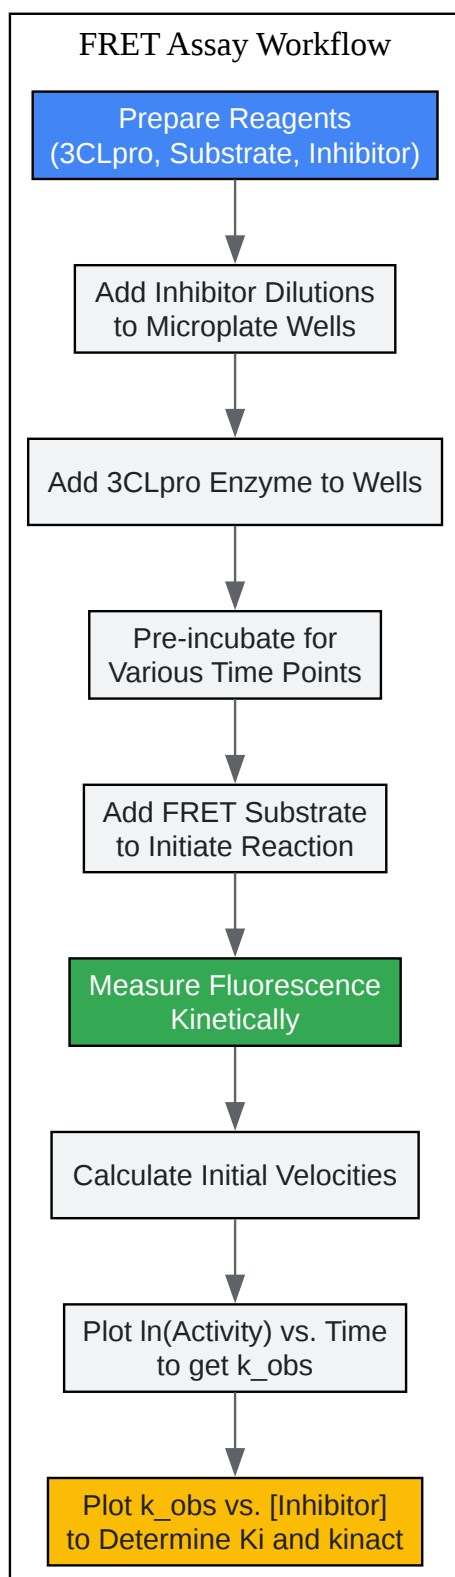 FRET Assay Workflow
Prepare Reagents
(3CLpro, Substrate, Inhibitor)
Add Inhibitor Dilutions
to Microplate Wells
Add 3CLpro Enzyme to Wells
Pre-incubate for
Various Time Points
Add FRET Substrate
to Initiate Reaction
Measure Fluorescence
Kinetically
Calculate Initial Velocities
Plot ln(Activity) vs. Time
to get k_obs
Plot k_obs vs. [Inhibitor]
to Determine Ki and kinact